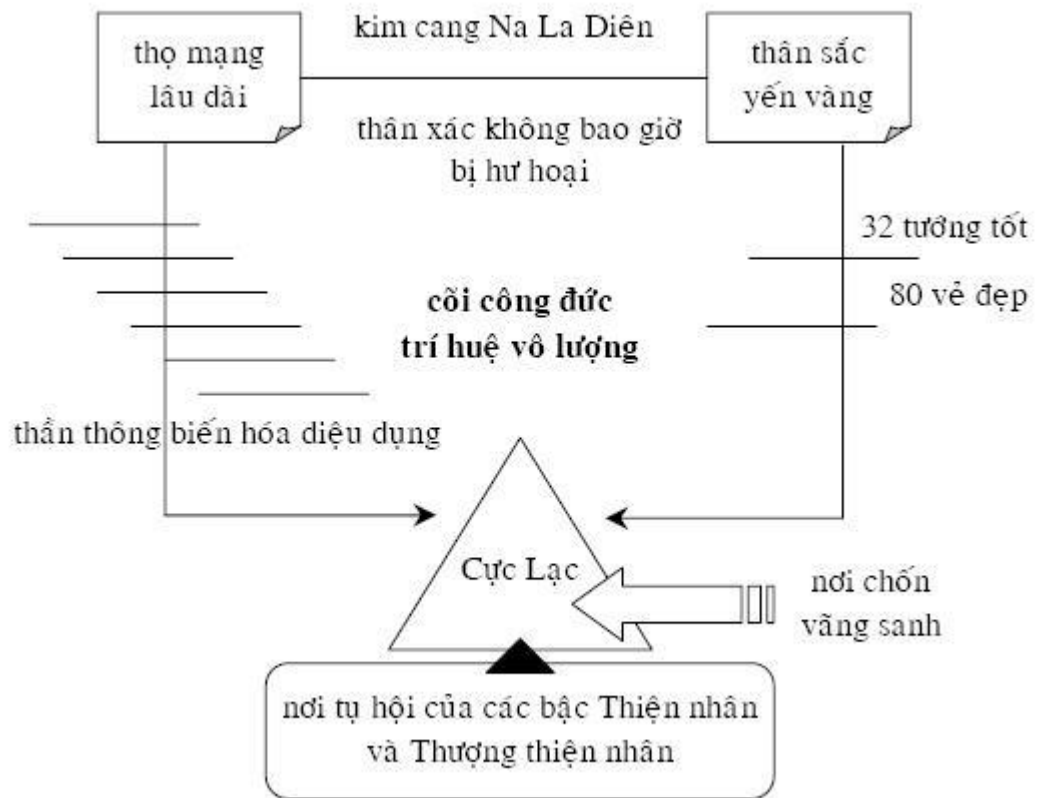 thọ mạng
lâu dài
kim cang Na La Diên
thân sắc
yến vàng
thân xác không bao giờ
bị hư hoại
32 tướng tốt
80 vẻ đẹp
cõi công đức
trí huệ vô lượng
thần thông biến hóa diệu dụng
Cực Lạc
nơi chốn
vãng sanh
nơi tụ hội của các bậc Thiện nhân
và Thượng thiện nhân